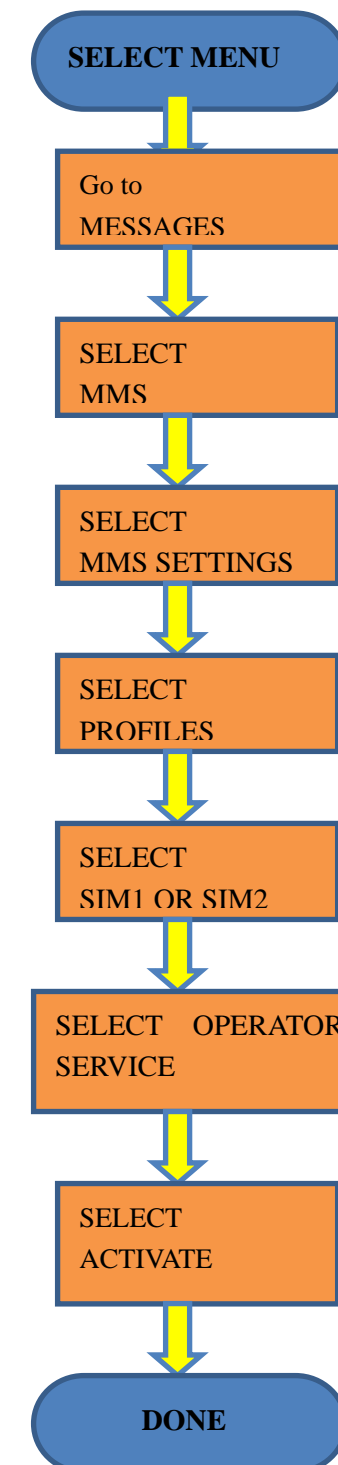 SELECT MENU
Go to
MESSAGES
SELECT
MMS
SELECT
MMS SETTINGS
SELECT
PROFILES
SELECT
SIM1 OR SIM2
SELECT OPERATOR
SERVICE
SELECT
ACTIVATE
DONE